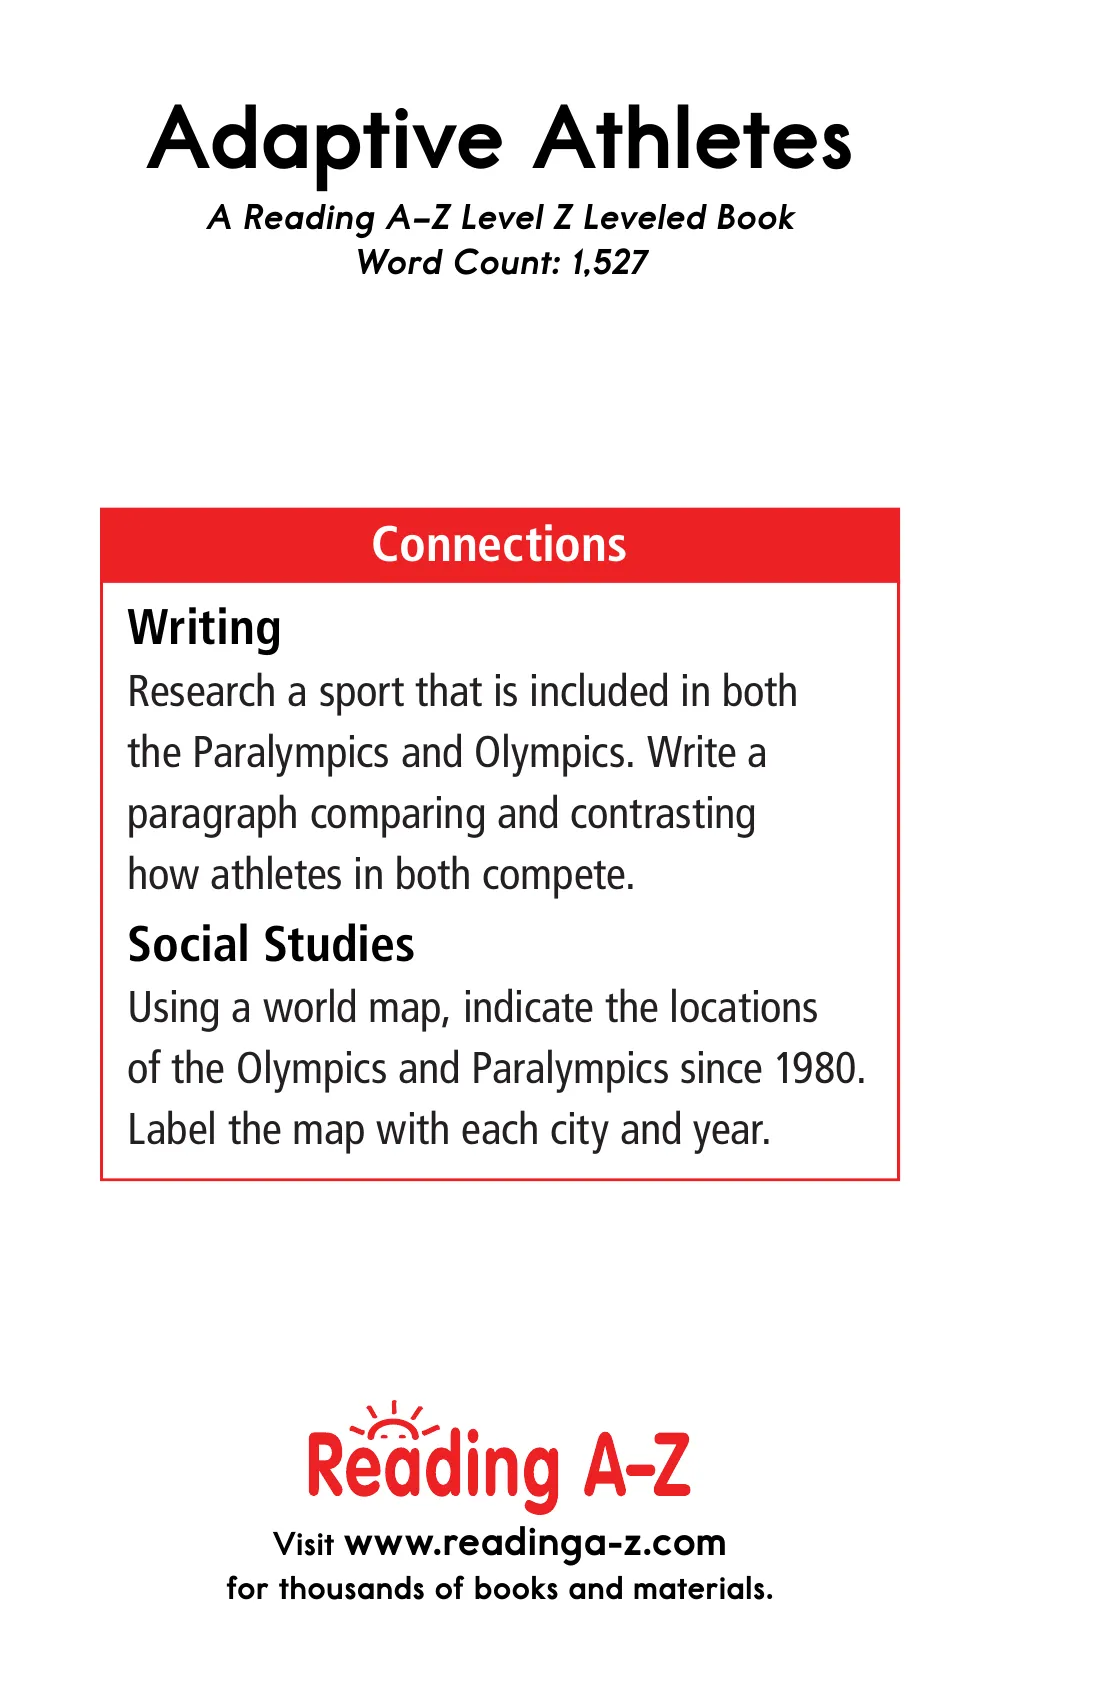 Adaptive Athletes
A Reading A–Z Level Z Leveled Book
Word Count: 1,527
Connections
Writing
Research a sport that is included in both
the Paralympics and Olympics. Write a
paragraph comparing and contrasting
how athletes in both compete.
Social Studies
Using a world map, indicate the locations
of the Olympics and Paralympics since 1980.
Label the map with each city and year.
Reading A–Z
Visit www.readinga-z.com
for thousands of books and materials.